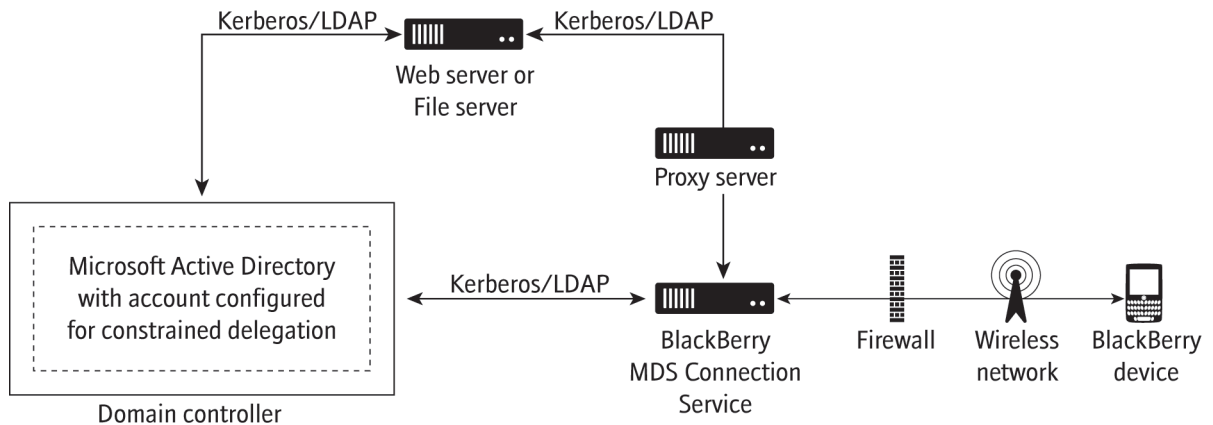 Kerberos/LDAP
Kerberos/LDAP
Web server or
File server
Proxy server
Microsoft Active Directory
with account configured
for constrained delegation
Domain controller
Kerberos/LDAP
BlackBerry
MDS Connection
Service
Firewall
Wireless
network
BlackBerry
device